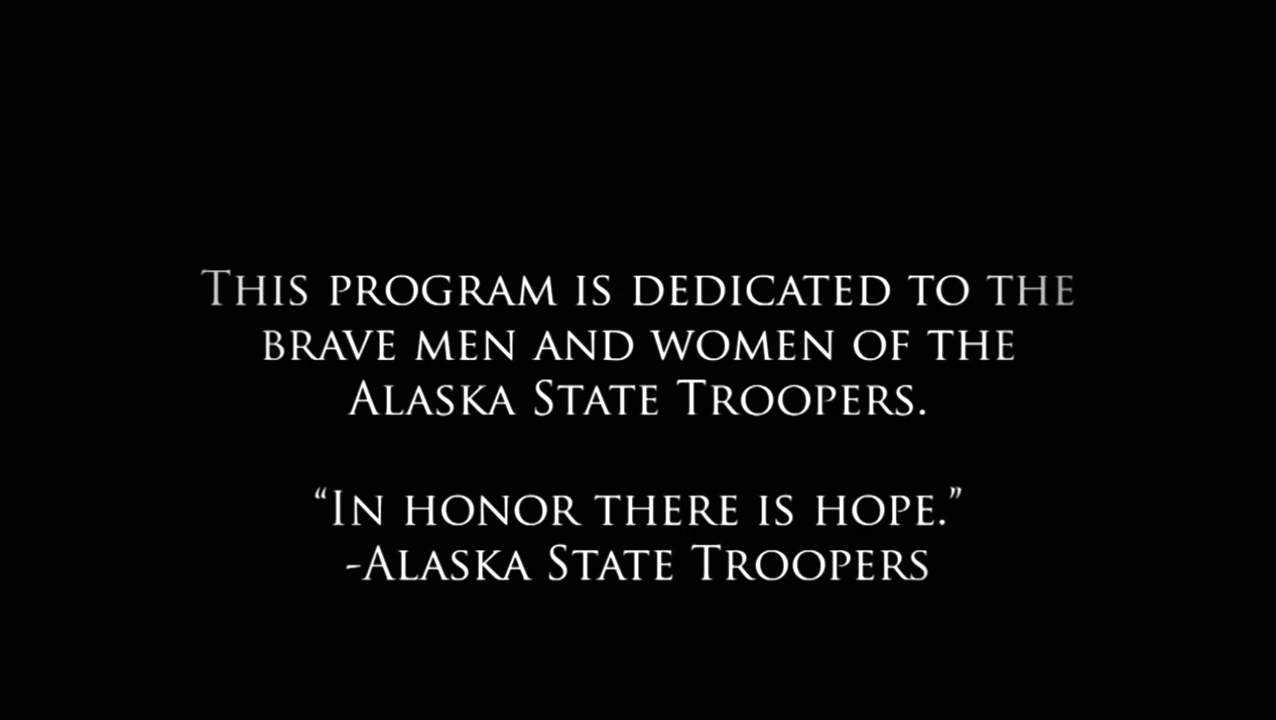 This program is dedicated to the
brave men and women of the
Alaska State Troopers.
“In honor there is hope.”
-Alaska State Troopers